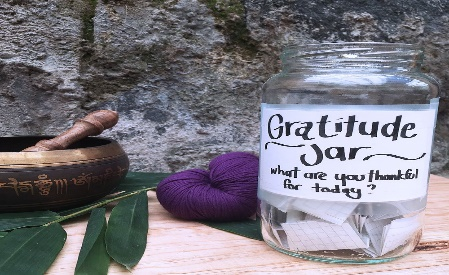 Gratitude
Jar
what are you thankful
for today?